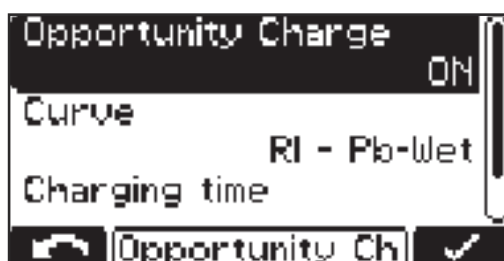 Opportunity Charge
ON
Curve
RI - Pb-Wet
Charging time
Opportunity Ch